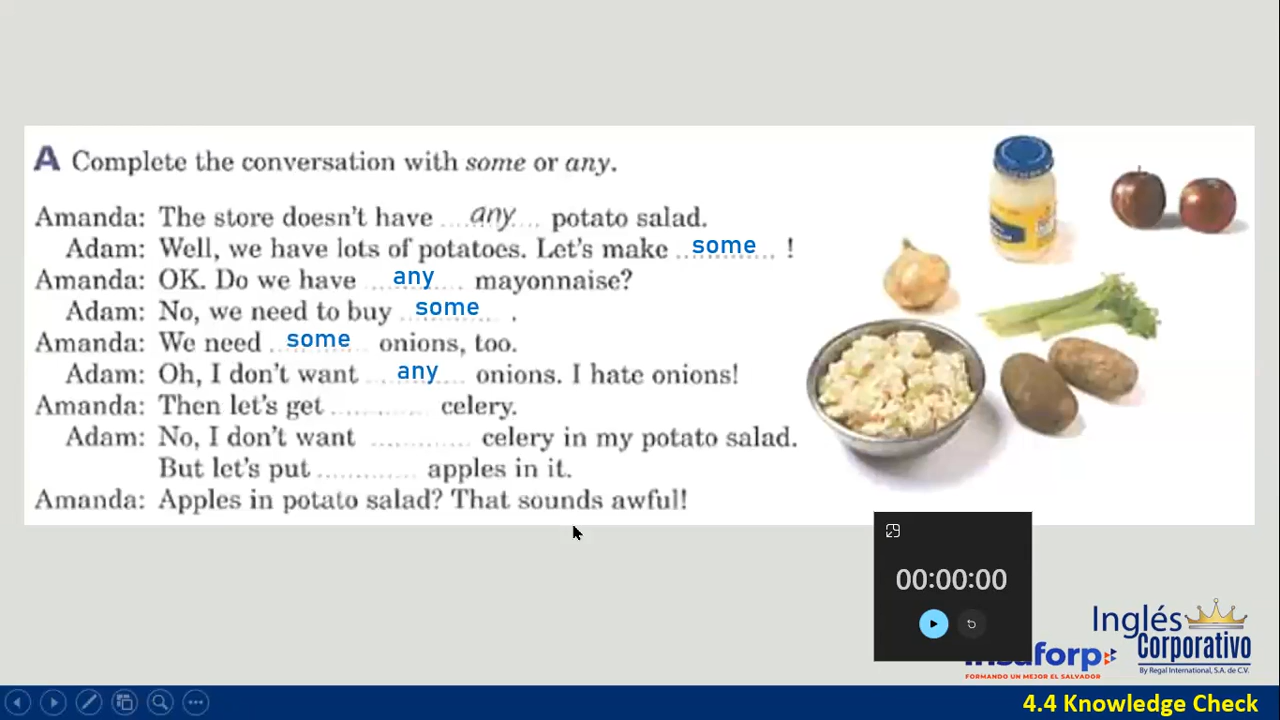 A Complete the conversation with some or any.
Amanda: The store doesn't have any potato salad.
Adam: Well, we have lots of potatoes. Let's make some !
Amanda: OK. Do we have any mayonnaise?
Adam: No, we need to buy some .
Amanda: We need some onions, too.
Adam: Oh, I don't want any onions. I hate onions!
Amanda: Then let's get ............ celery.
Adam: No, I don't want ............ celery in my potato salad.
But let's put ............ apples in it.
Amanda: Apples in potato salad? That sounds awful!
00:00:00
Inglés
Corporativo
By Regal International, S.A. de C.V.
insaforp
FORMANDO UN MEJOR EL SALVADOR
4.4 Knowledge Check